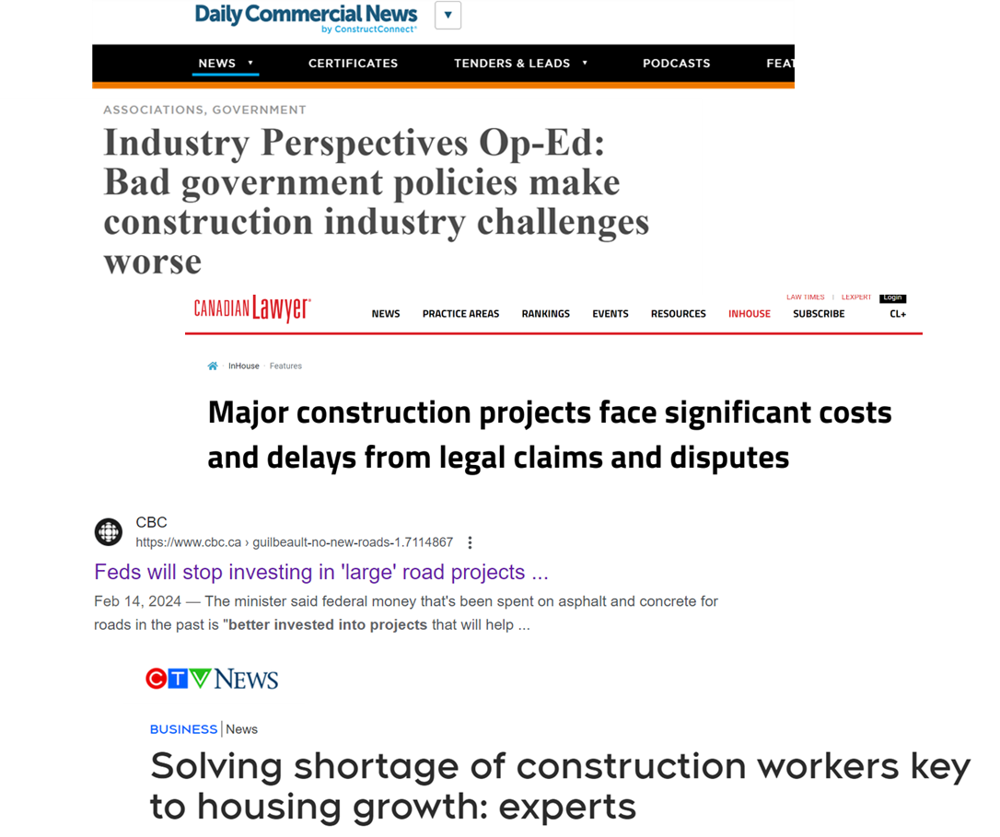 Daily Commercial News
by ConstructConnect®
NEWS CERTIFICATES TENDERS & LEADS PODCASTS FEAT
ASSOCIATIONS, GOVERNMENT
Industry Perspectives Op-Ed:
Bad government policies make
construction industry challenges
worse
LAW TIMES | LEXPERT Login
CANADIAN Lawyer®
NEWS PRACTICE AREAS RANKINGS EVENTS RESOURCES INHOUSE SUBSCRIBE CL+
InHouse Features
Major construction projects face significant costs
and delays from legal claims and disputes
CBC
https://www.cbc.ca › guilbeault-no-new-roads-1.7114867
Feds will stop investing in 'large' road projects ...
Feb 14, 2024 — The minister said federal money that's been spent on asphalt and concrete for
roads in the past is "better invested into projects that will help ...
CTV NEWS
BUSINESS | News
Solving shortage of construction workers key
to housing growth: experts